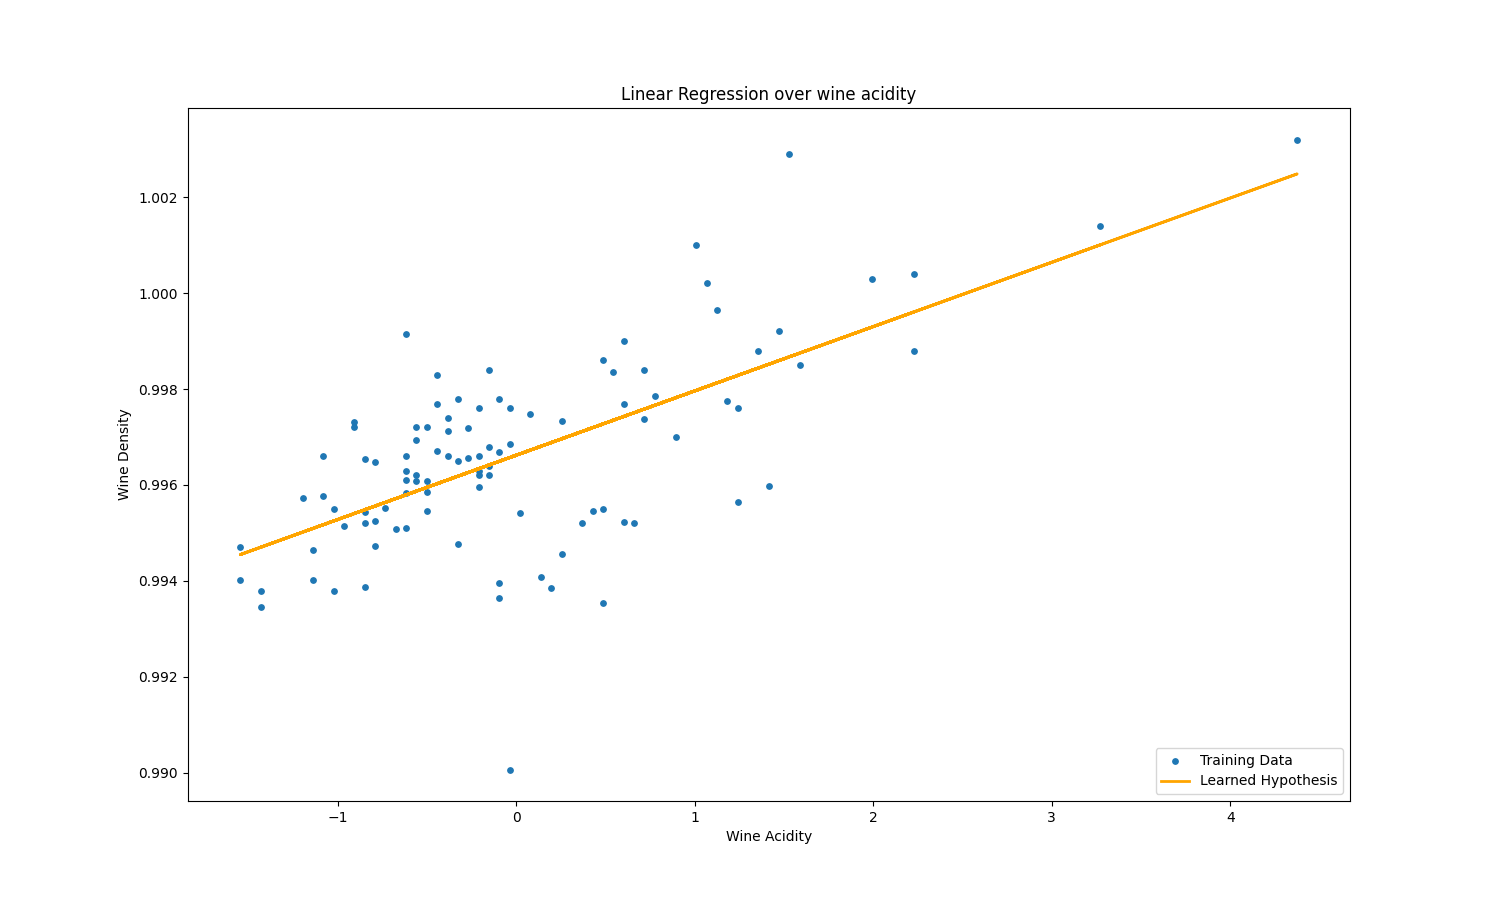 Linear Regression over wine acidity
1.002
1.000
0.998
0.996
0.994
0.992
0.990
Wine Density
−1 0 1 2 3 4
Wine Acidity
Training Data
Learned Hypothesis